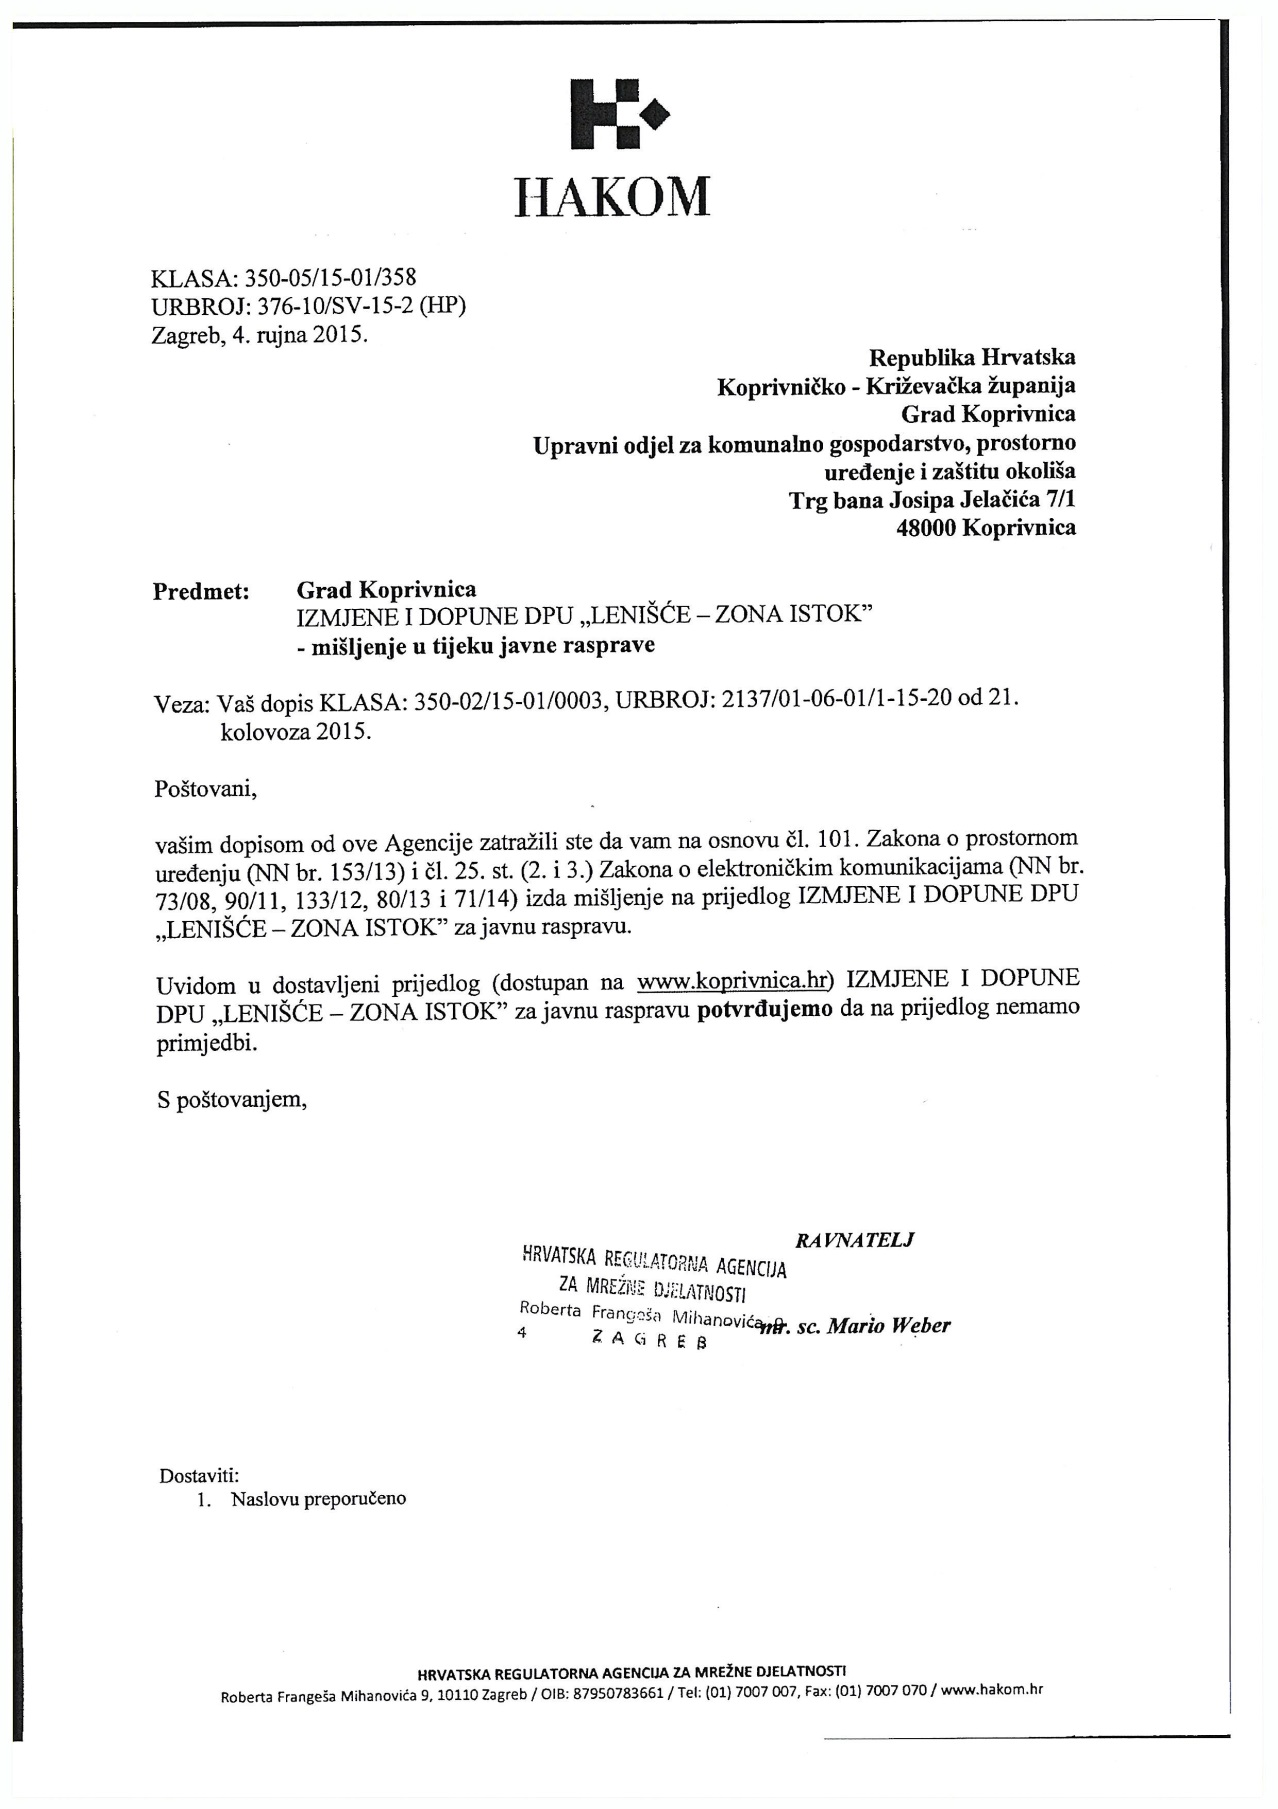 HAKOM
KLASA: 350-05/15-01/358
URBROJ: 376-10/SV-15-2 (HP)
Zagreb, 4. rujna 2015.
Republika Hrvatska
Koprivničko - Križevačka županija
Grad Koprivnica
Upravni odjel za komunalno gospodarstvo, prostorno
uređenje i zaštitu okoliša
Trg bana Josipa Jelačića 7/1
48000 Koprivnica
Predmet: Grad Koprivnica
IZMJENE I DOPUNE DPU „LENIŠĆE – ZONA ISTOK”
- mišljenje u tijeku javne rasprave
Veza: Vaš dopis KLASA: 350-02/15-01/0003, URBROJ: 2137/01-06-01/1-15-20 od 21.
kolovoza 2015.
Poštovani,
vašim dopisom od ove Agencije zatražili ste da vam na osnovu čl. 101. Zakona o prostornom
uređenju (NN br. 153/13) i čl. 25. st. (2. i 3.) Zakona o elektroničkim komunikacijama (NN br.
73/08, 90/11, 133/12, 80/13 i 71/14) izda mišljenje na prijedlog IZMJENE I DOPUNE DPU
„LENIŠĆE – ZONA ISTOK” za javnu raspravu.
Uvidom u dostavljeni prijedlog (dostupan na www.koprivnica.hr) IZMJENE I DOPUNE
DPU „LENIŠĆE – ZONA ISTOK” za javnu raspravu potvrđujemo da na prijedlog nemamo
primjedbi.
S poštovanjem,
RAVNATELJ
HRVATSKA REGULATORNA AGENCIJA
ZA MREŽNE DJELATNOSTI
Roberta Frangeša Mihanovića
4 ZAGREB
mr. sc. Mario Weber
Dostaviti:
1. Naslovu preporučeno
HRVATSKA REGULATORNA AGENCIJA ZA MREŽNE DJELATNOSTI
Roberta Frangeša Mihanovića 9, 10110 Zagreb / OIB: 87950783661 / Tel: (01) 7007 007, Fax: (01) 7007 070 / www.hakom.hr